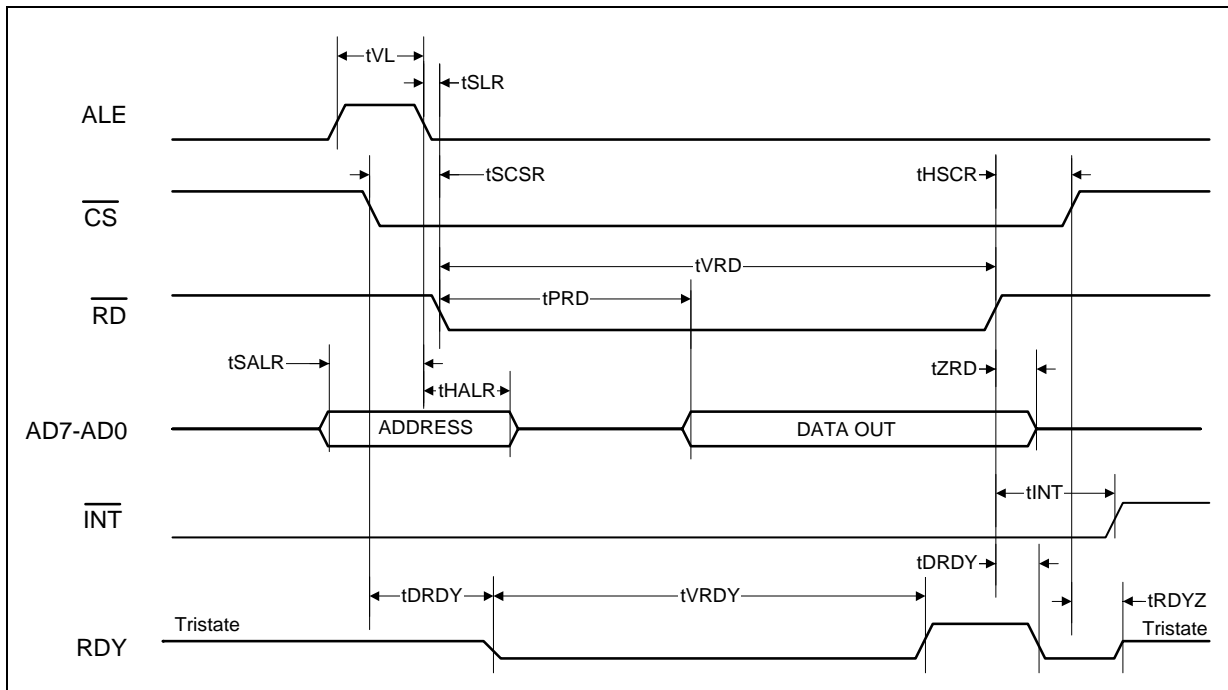 tVL
tSLR
ALE
tSCSR
tHSCR
CS
tVRD
tPRD
RD
tSALR
tZRD
tHALR
AD7-AD0
ADDRESS
DATA OUT
tINT
INT
tDRDY
tDRDY
tVRDY
tRDYZ
Tristate
Tristate
RDY